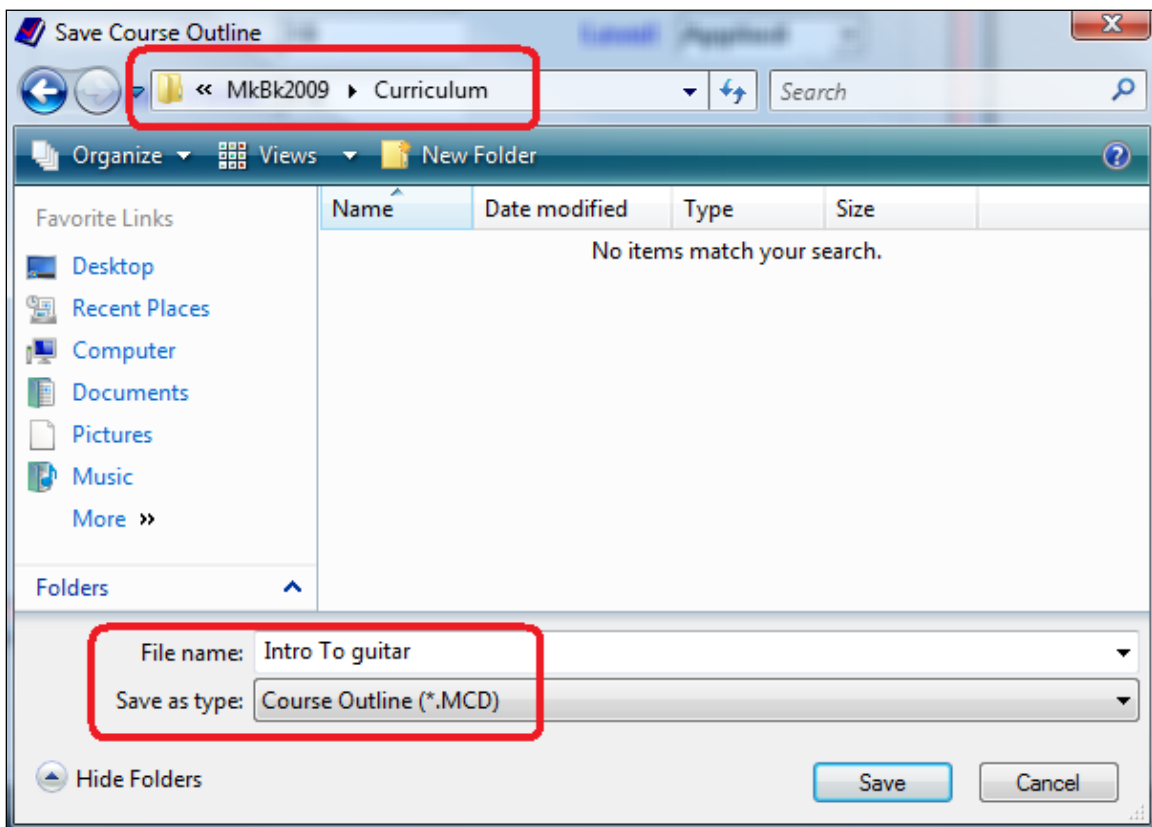 Save Course Outline
« MkBk2009 ▸ Curriculum Search
Organize Views New Folder
Favorite Links
Name Date modified Type Size
No items match your search.
Desktop
Recent Places
Computer
Documents
Pictures
Music
More »
Folders
File name: Intro To guitar
Save as type: Course Outline (*.MCD)
Hide Folders Save Cancel